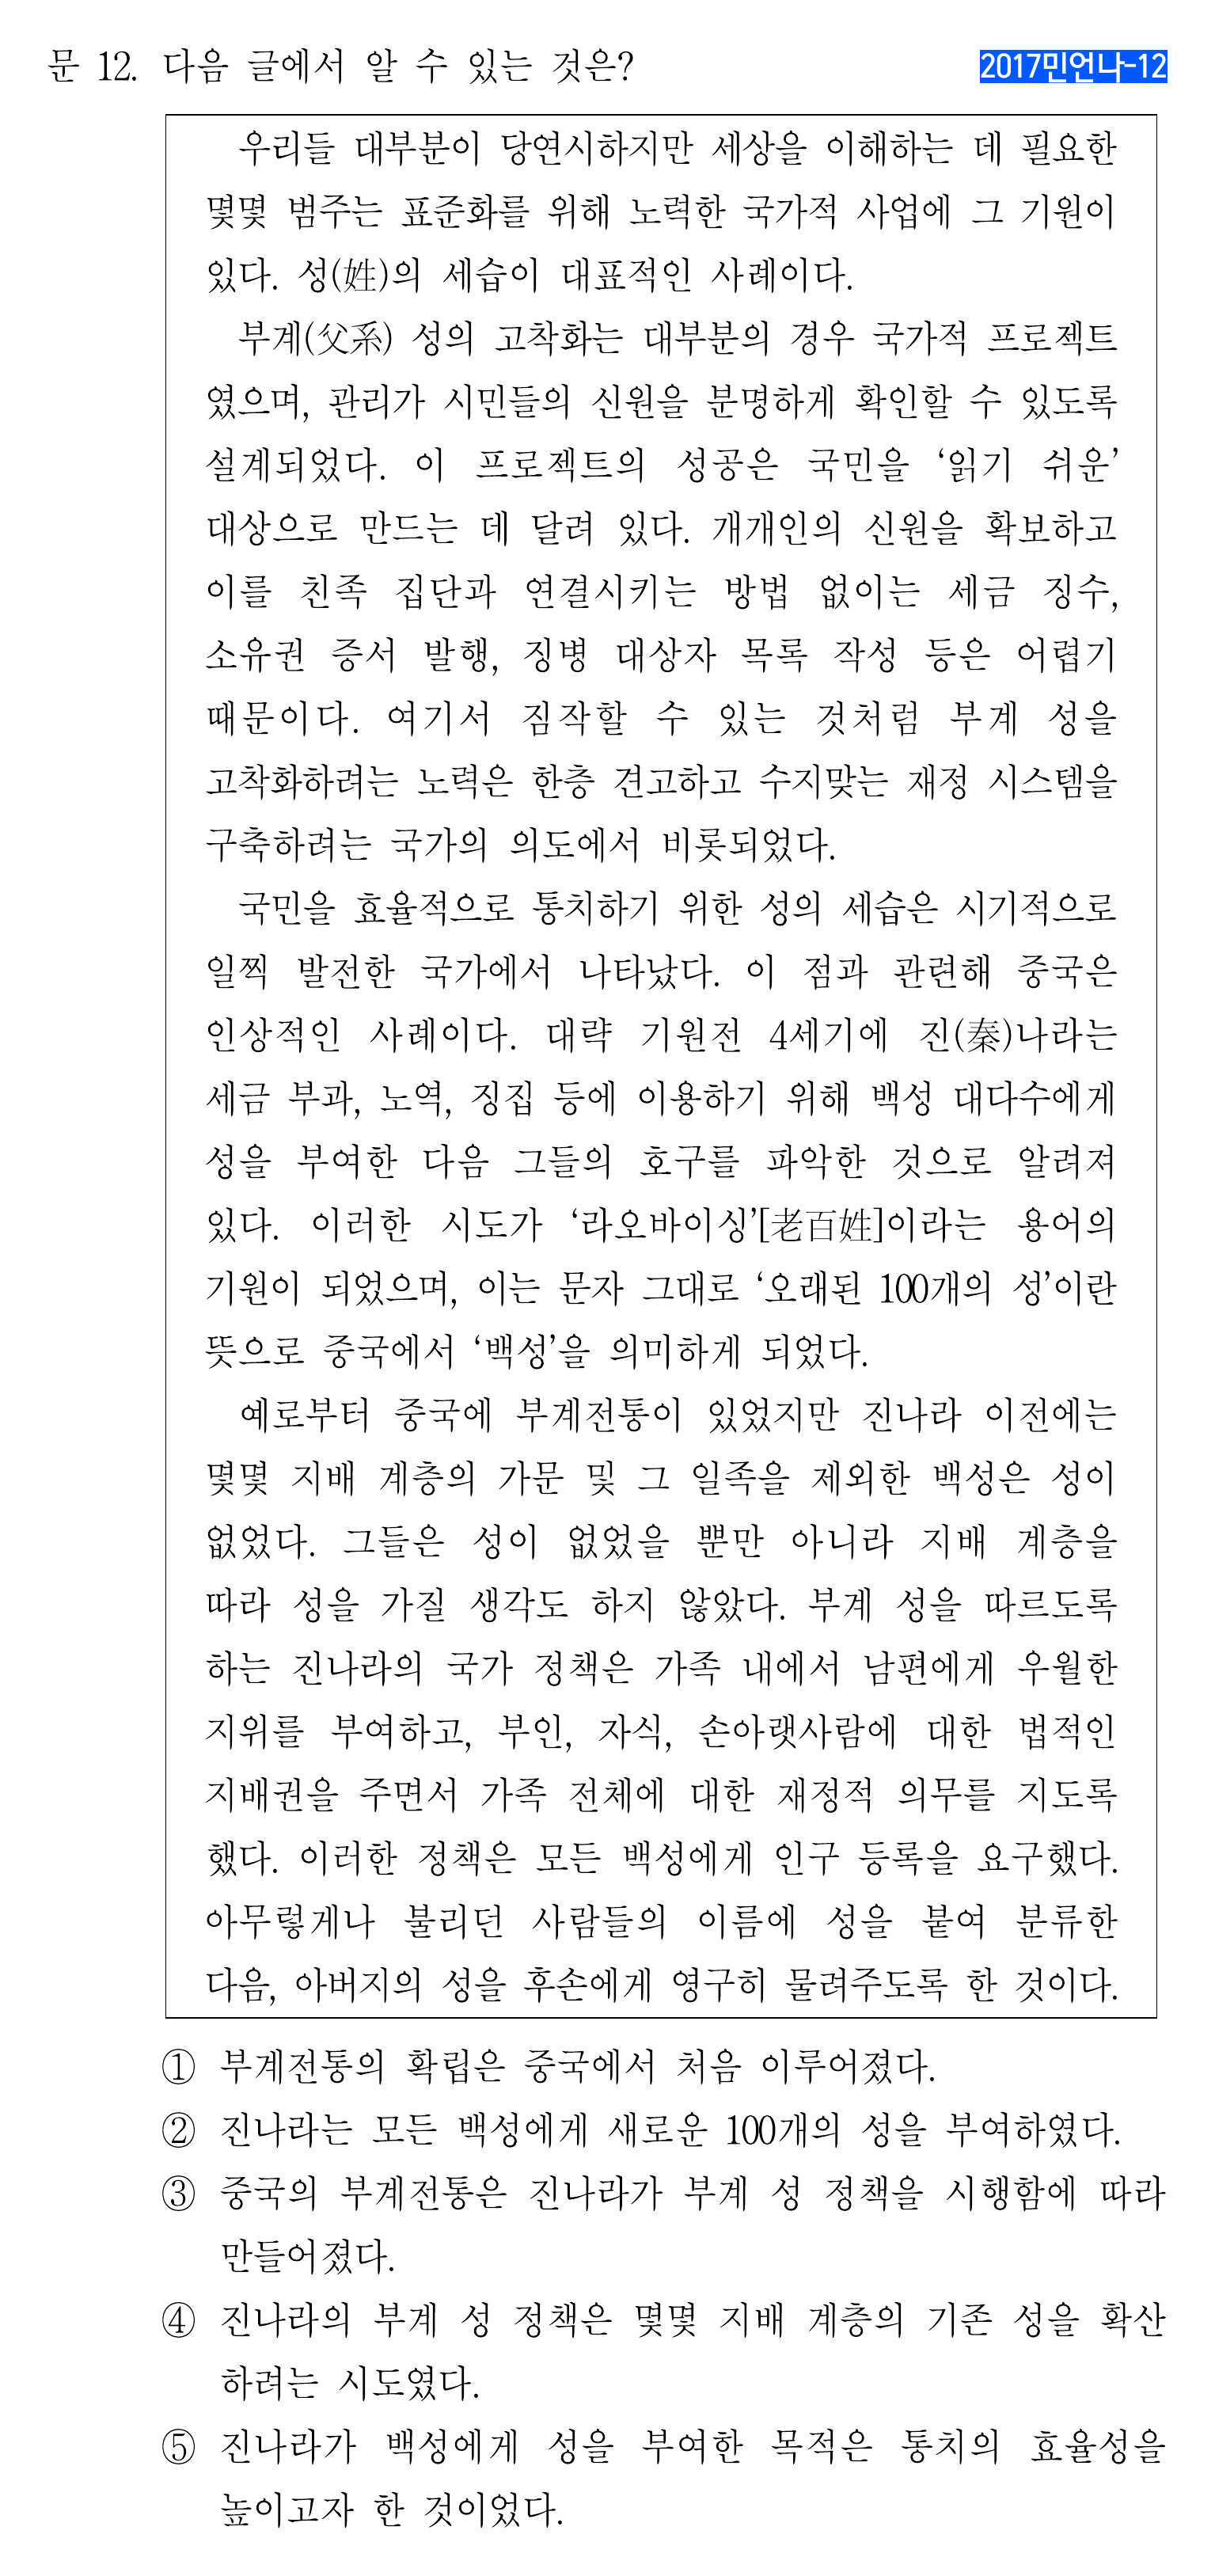 문 12. 다음 글에서 알 수 있는 것은?
2017민언나-12
우리들 대부분이 당연시하지만 세상을 이해하는 데 필요한
몇몇 범주는 표준화를 위해 노력한 국가적 사업에 그 기원이
있다. 성(姓)의 세습이 대표적인 사례이다.
부계(父系) 성의 고착화는 대부분의 경우 국가적 프로젝트
였으며, 관리가 시민들의 신원을 분명하게 확인할 수 있도록
설계되었다. 이 프로젝트의 성공은 국민을 ‘읽기 쉬운’
대상으로 만드는 데 달려 있다. 개개인의 신원을 확보하고
이를 친족 집단과 연결시키는 방법 없이는 세금 징수,
소유권 증서 발행, 징병 대상자 목록 작성 등은 어렵기
때문이다. 여기서 짐작할 수 있는 것처럼 부계 성을
고착화하려는 노력은 한층 견고하고 수지맞는 재정 시스템을
구축하려는 국가의 의도에서 비롯되었다.
국민을 효율적으로 통치하기 위한 성의 세습은 시기적으로
일찍 발전한 국가에서 나타났다. 이 점과 관련해 중국은
인상적인 사례이다. 대략 기원전 4세기에 진(秦)나라는
세금 부과, 노역, 징집 등에 이용하기 위해 백성 대다수에게
성을 부여한 다음 그들의 호구를 파악한 것으로 알려져
있다. 이러한 시도가 ‘라오바이싱’[老百姓]이라는 용어의
기원이 되었으며, 이는 문자 그대로 ‘오래된 100개의 성’이란
뜻으로 중국에서 ‘백성’을 의미하게 되었다.
예로부터 중국에 부계전통이 있었지만 진나라 이전에는
몇몇 지배 계층의 가문 및 그 일족을 제외한 백성은 성이
없었다. 그들은 성이 없었을 뿐만 아니라 지배 계층을
따라 성을 가질 생각도 하지 않았다. 부계 성을 따르도록
하는 진나라의 국가 정책은 가족 내에서 남편에게 우월한
지위를 부여하고, 부인, 자식, 손아랫사람에 대한 법적인
지배권을 주면서 가족 전체에 대한 재정적 의무를 지도록
했다. 이러한 정책은 모든 백성에게 인구 등록을 요구했다.
아무렇게나 불리던 사람들의 이름에 성을 붙여 분류한
다음, 아버지의 성을 후손에게 영구히 물려주도록 한 것이다.
① 부계전통의 확립은 중국에서 처음 이루어졌다.
② 진나라는 모든 백성에게 새로운 100개의 성을 부여하였다.
③ 중국의 부계전통은 진나라가 부계 성 정책을 시행함에 따라
만들어졌다.
④ 진나라의 부계 성 정책은 몇몇 지배 계층의 기존 성을 확산
하려는 시도였다.
⑤ 진나라가 백성에게 성을 부여한 목적은 통치의 효율성을
높이고자 한 것이었다.